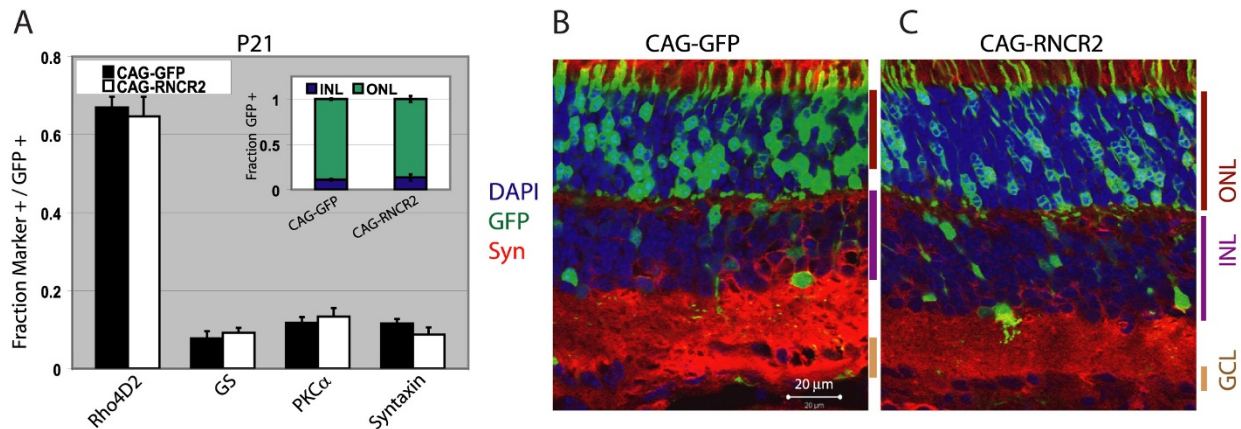 A
P21
0.8
0.6
0.4
0.2
0
Fraction Marker + / GFP +
CAG-GFP
CAG-RNCR2
INL ONL
1
0.5
0
Fraction GFP +
CAG-GFP
CAG-RNCR2
Rho4D2
GS
PKCα
Syntaxin
DAPI
GFP
Syn
B
CAG-GFP
20 μm
20 μm
C
CAG-RNCR2
ONL
INL
GCL